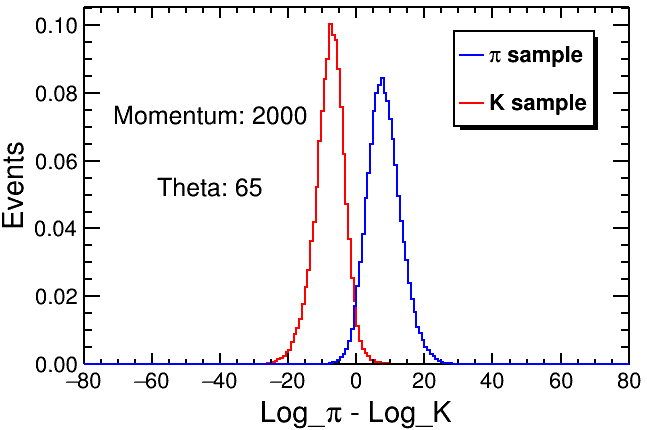 0.10
0.08
0.06
0.04
0.02
0.00
Events
π sample
K sample
Momentum: 2000
Theta: 65
−80 −60 −40 −20 0 20 40 60 80
Log_π - Log_K